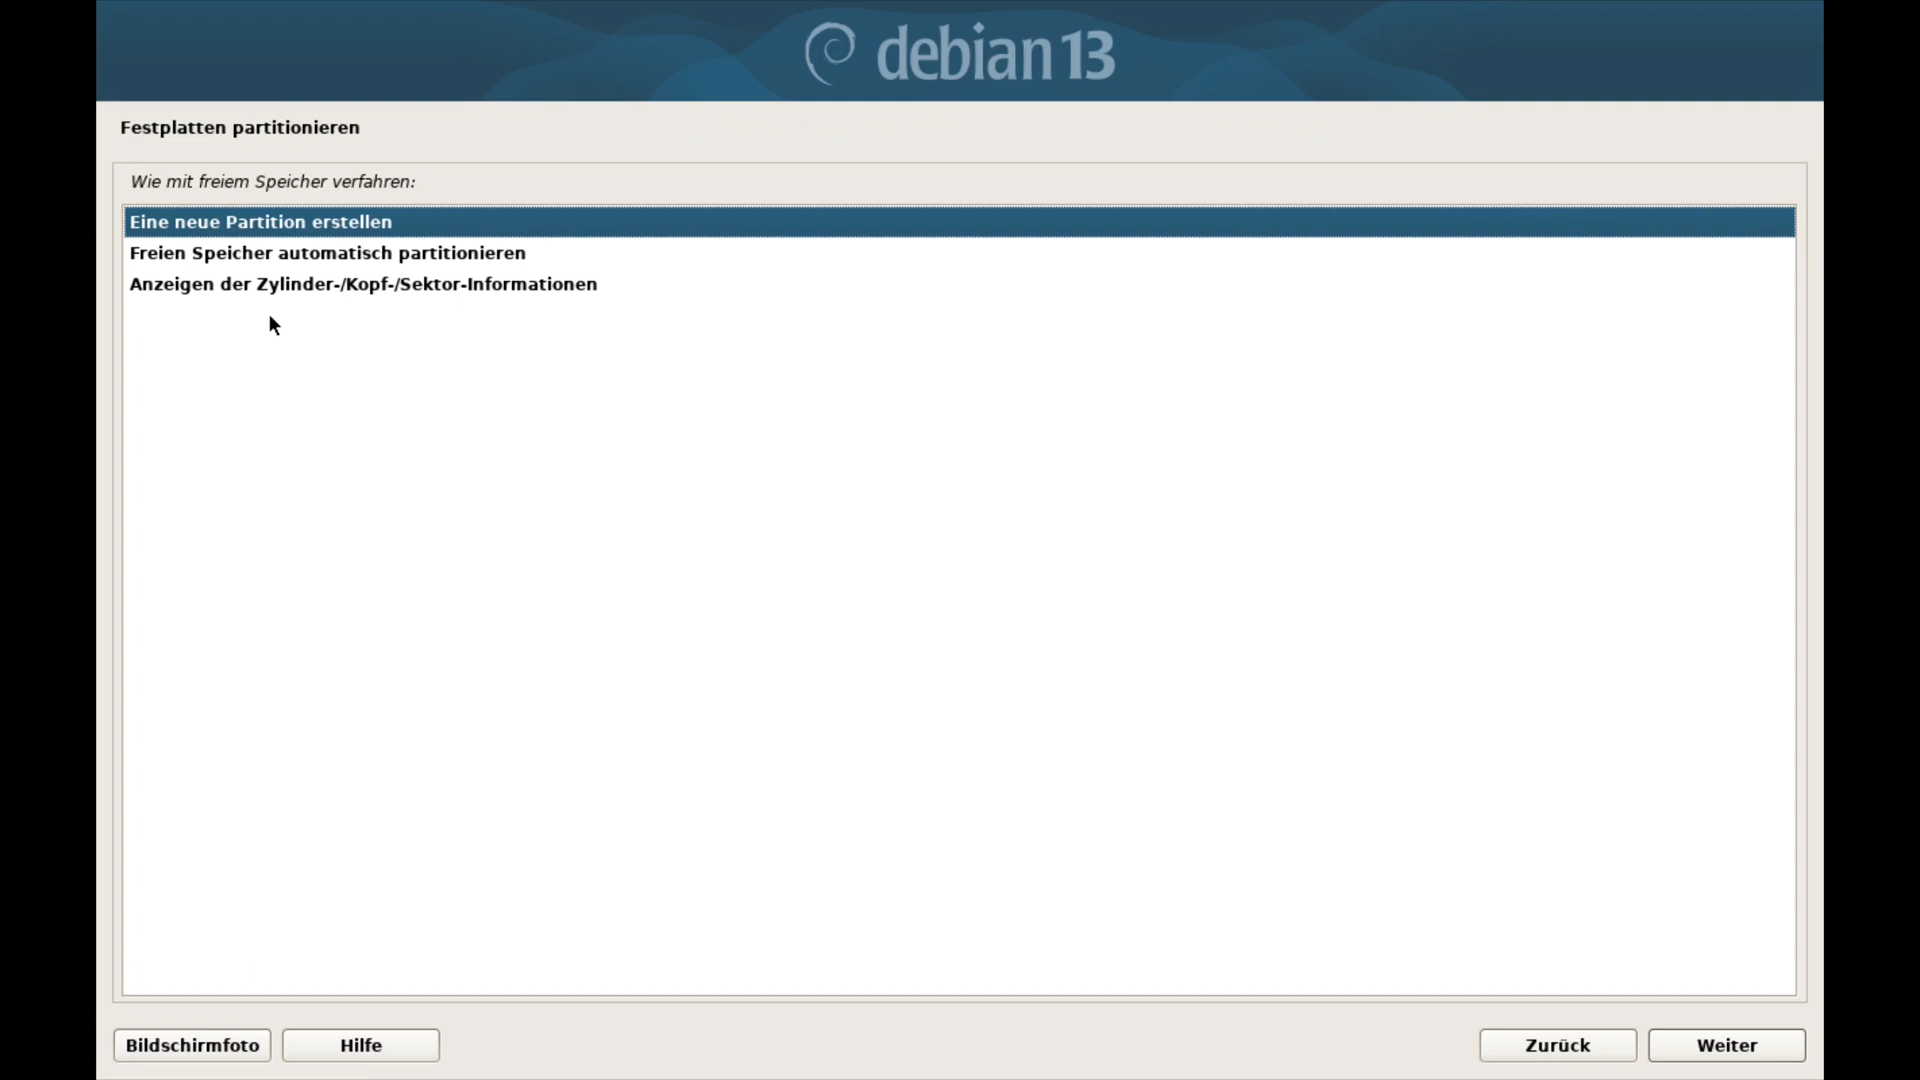 debian 13
Festplatten partitionieren
Wie mit freiem Speicher verfahren:
Eine neue Partition erstellen
Freien Speicher automatisch partitionieren
Anzeigen der Zylinder-/Kopf-/Sektor-Informationen
Bildschirmfoto
Hilfe
Zurück
Weiter